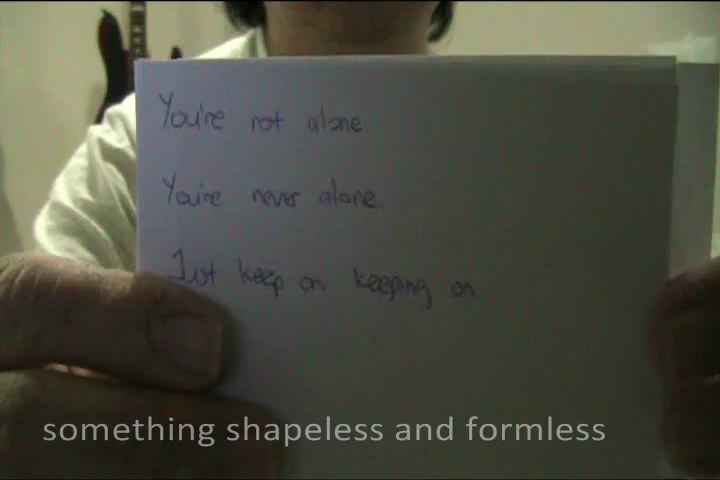 You're not alone.
You're never alone.
Just keep on keeping on
something shapeless and formless